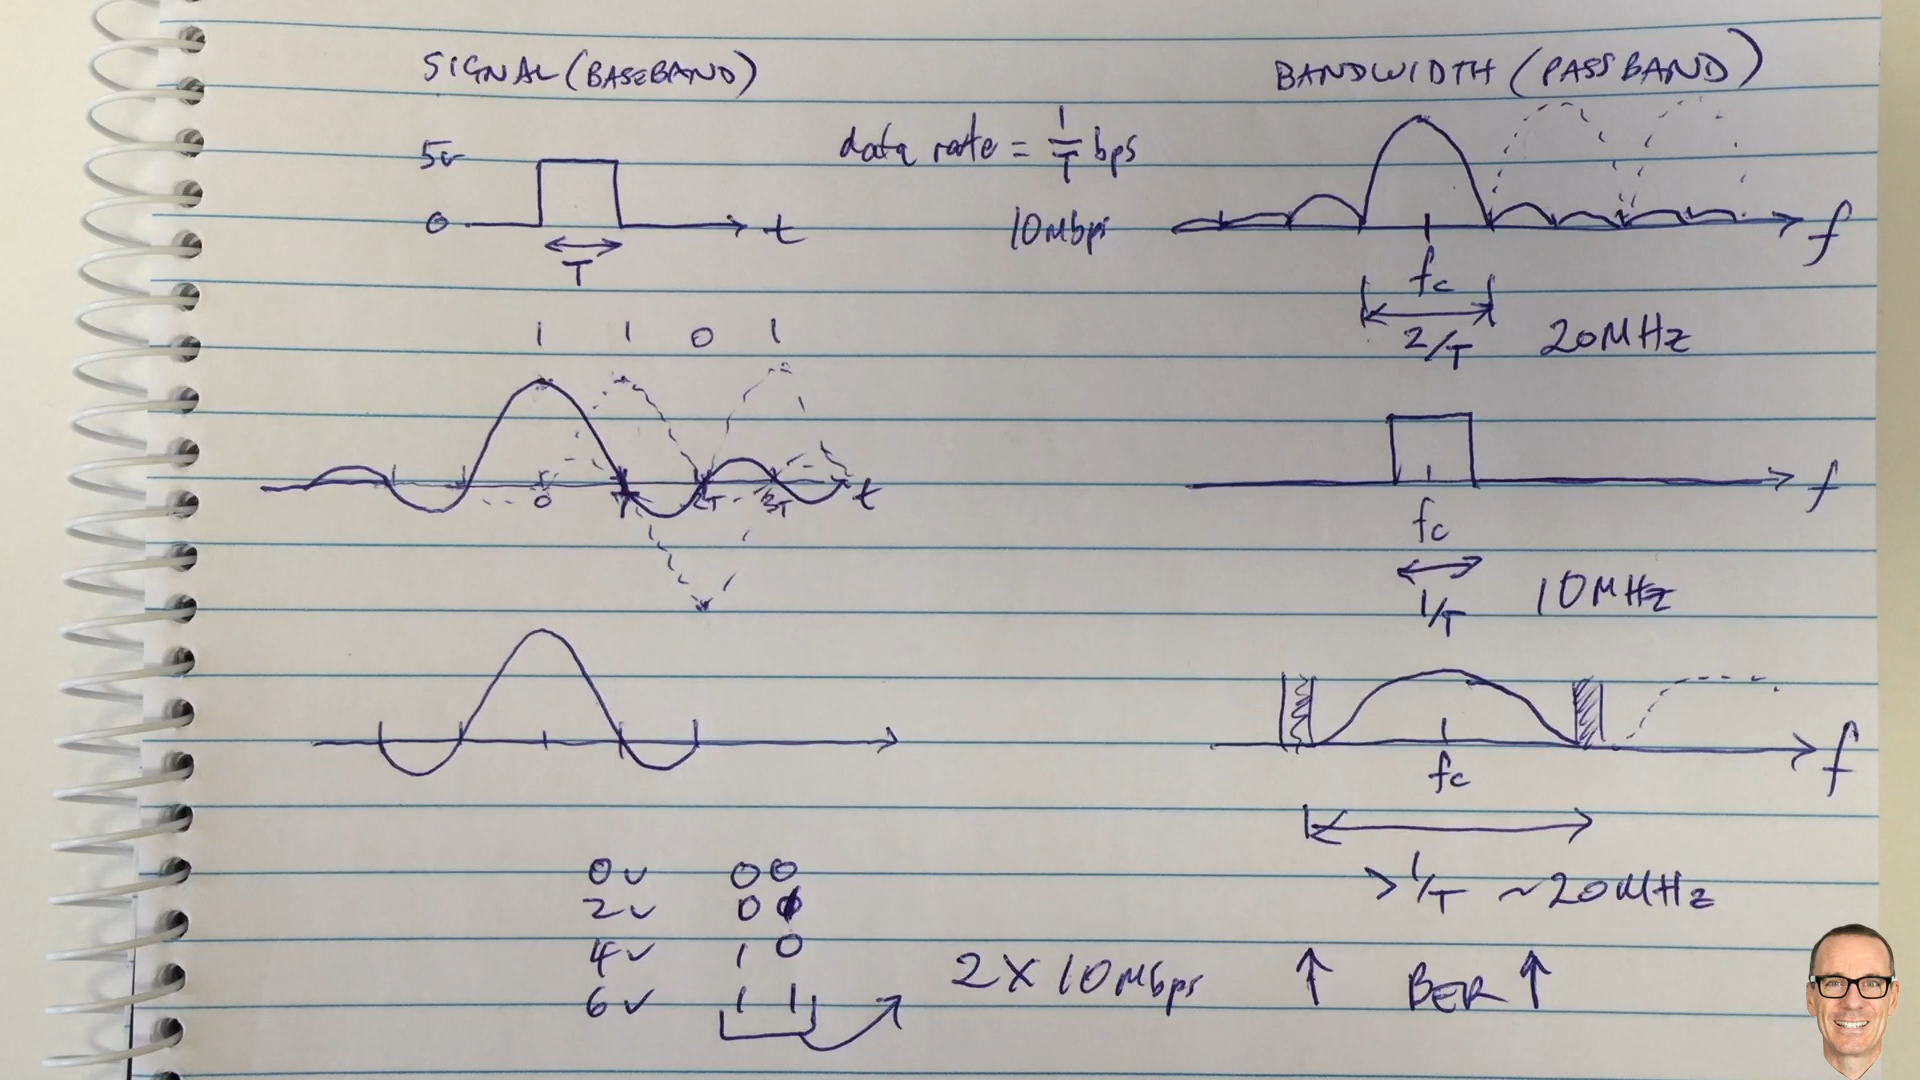 SIGNAL (BASEBAND)
BANDWIDTH (PASSBAND)
5v
data rate = 1/T bps
0
t
10Mbps
f
T
fc
2/T 20MHz
1 1 0 1
0 T 2T 3T t
f
fc
1/T 10MHz
f
fc
>1/T ~20MHz
0v 00
2v 01
4v 10
6v 11
2 X 10Mbps ↑ BER ↑